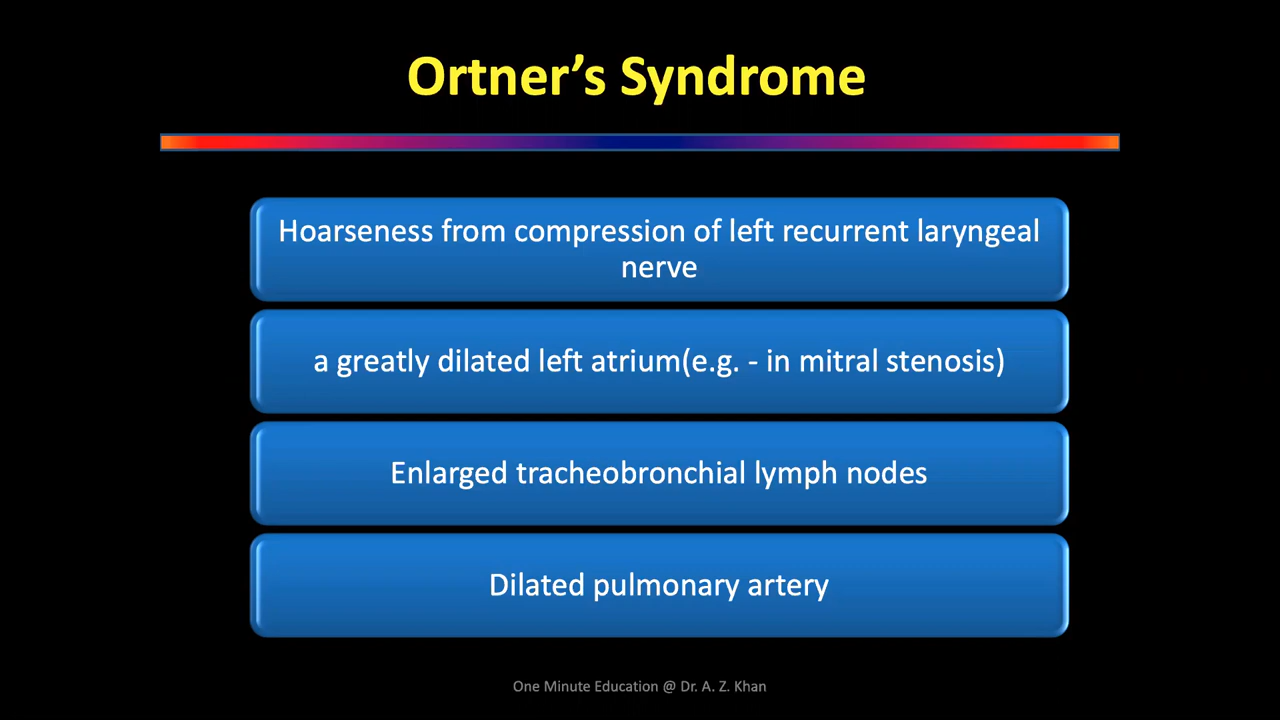 Ortner’s Syndrome
Hoarseness from compression of left recurrent laryngeal
nerve
a greatly dilated left atrium(e.g. - in mitral stenosis)
Enlarged tracheobronchial lymph nodes
Dilated pulmonary artery
One Minute Education @ Dr. A. Z. Khan